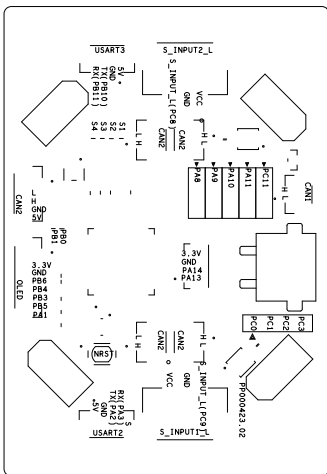 USART3
S_INPUT2_L
5V
GND
TX(PB10)
RX(PB11)
S_INPUT_L(PC8)
VCC
GND
S1
S2
S3
S4
H
L
CAN2
CAN2
H
L
PA8
PA9
PA10
PA11
PC11
H
L
CAN1
CAN2
L
H
GND
5V
PB0
PB1
OLED
3.3V
GND
PB6
PB4
PB3
PB5
PA1
3.3V
GND
PA14
PA13
PC0
PC1
PC2
PC3
L
H
CAN2
CAN2
L
H
NRST
VCC
GND
S_INPUT_L(PC9)
PP000423.02
S
RX(PA3)
TX(PA2)
GND
5V
USART2
S_INPUT1_L